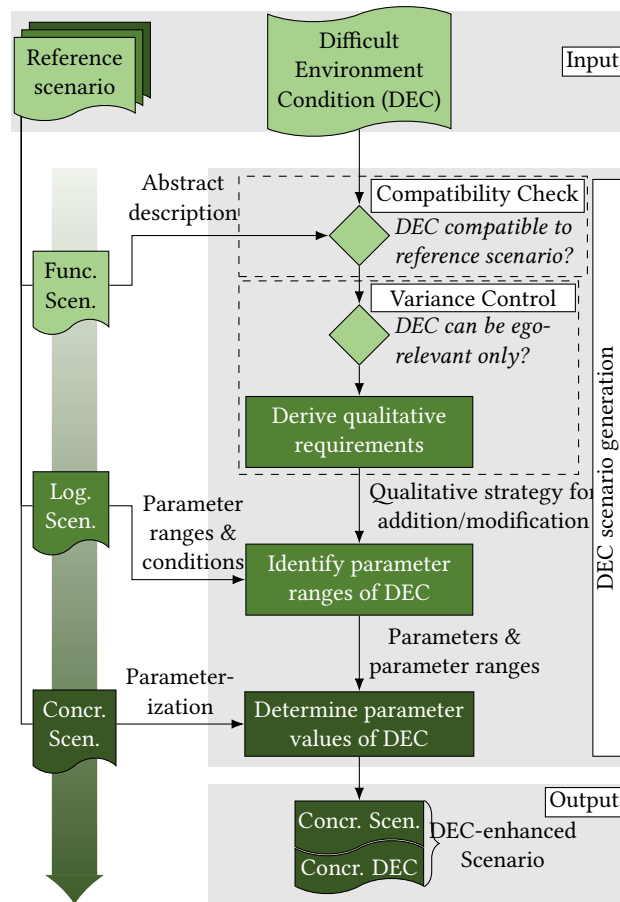 Reference
scenario
Difficult
Environment
Condition (DEC)
Input
Abstract
description
Compatibility Check
DEC compatible to
reference scenario?
Func.
Scen.
Variance Control
DEC can be ego-
relevant only?
Derive qualitative
requirements
DEC scenario generation
Log.
Scen.
Parameter
ranges &
conditions
Qualitative strategy for
addition/modification
Identify parameter
ranges of DEC
Parameters &
parameter ranges
Concr.
Scen.
Parameter-
ization
Determine parameter
values of DEC
Output
Concr. Scen.
Concr. DEC
DEC-enhanced
Scenario